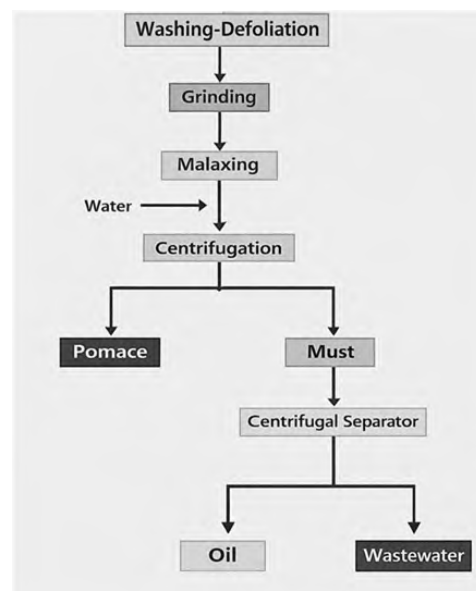 Washing-Defoliation
Grinding
Malaxing
Water
Centrifugation
Pomace
Must
Centrifugal Separator
Oil
Wastewater